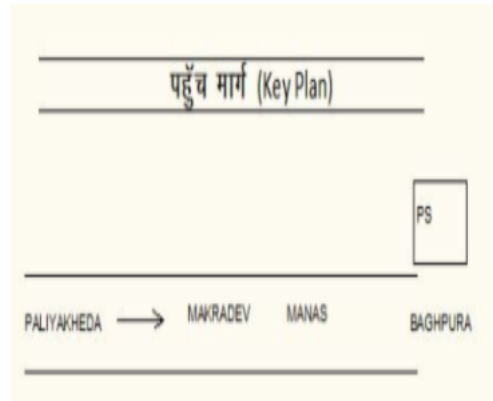 पहुँच मार्ग (Key Plan)
PS
PALIYAKHEDA → MAKRADEV MANAS BAGHPURA